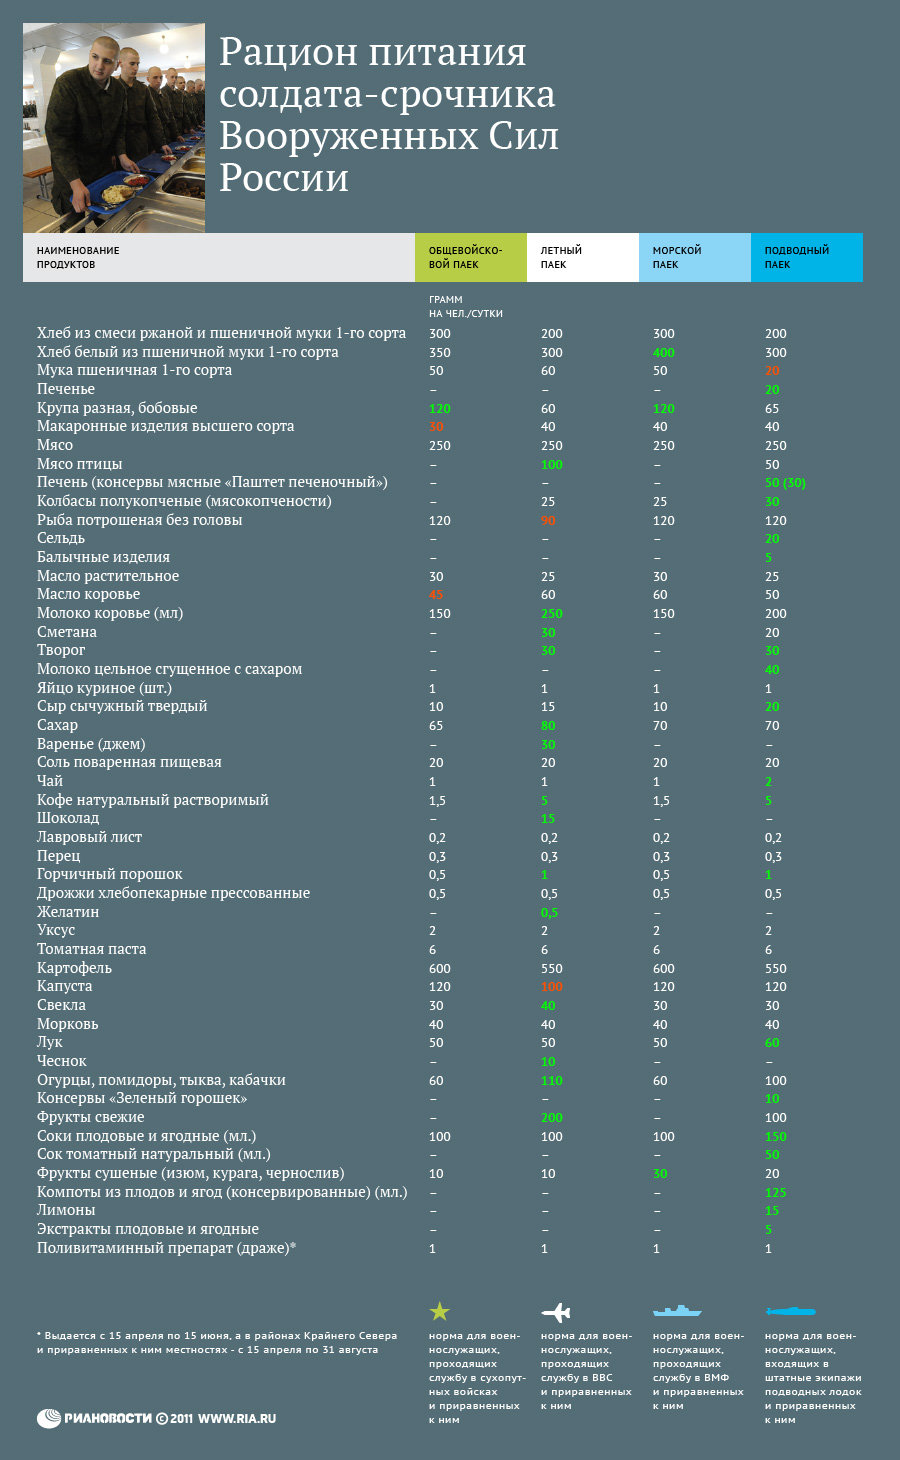 Рацион питания
солдата-срочника
Вооруженных Сил
России
НАИМЕНОВАНИЕ
ПРОДУКТОВ
ОБЩЕВОЙСКО-
ВОЙ ПАЕК
ЛЕТНЫЙ
ПАЕК
МОРСКОЙ
ПАЕК
ПОДВОДНЫЙ
ПАЕК
ГРАММ
НА ЧЕЛ./СУТКИ
Хлеб из смеси ржаной и пшеничной муки 1-го сорта 300 200 300 200
Хлеб белый из пшеничной муки 1-го сорта 350 300 400 300
Мука пшеничная 1-го сорта 50 60 50 20
Печенье – – – 20
Крупа разная, бобовые 120 60 120 65
Макаронные изделия высшего сорта 30 40 40 40
Мясо 250 250 250 250
Мясо птицы – 100 – 50
Печень (консервы мясные «Паштет печеночный») – – – 50 (30)
Колбасы полукопченые (мясокопчености) – 25 25 30
Рыба потрошеная без головы 120 90 120 120
Сельдь – – – 20
Балычные изделия – – – 5
Масло растительное 30 25 30 25
Масло коровье 45 60 60 50
Молоко коровье (мл) 150 250 150 200
Сметана – 30 – 20
Творог – 30 – 30
Молоко цельное сгущенное с сахаром – – – 40
Яйцо куриное (шт.) 1 1 1 1
Сыр сычужный твердый 10 15 10 20
Сахар 65 80 70 70
Варенье (джем) – 30 – –
Соль поваренная пищевая 20 20 20 20
Чай 1 1 1 2
Кофе натуральный растворимый 1,5 5 1,5 5
Шоколад – 15 – –
Лавровый лист 0,2 0,2 0,2 0,2
Перец 0,3 0,3 0,3 0,3
Горчичный порошок 0,5 1 0,5 1
Дрожжи хлебопекарные прессованные 0,5 0,5 0,5 0,5
Желатин – 0,5 – –
Уксус 2 2 2 2
Томатная паста 6 6 6 6
Картофель 600 550 600 550
Капуста 120 100 120 120
Свекла 30 40 30 30
Морковь 40 40 40 40
Лук 50 50 50 60
Чеснок – 10 – –
Огурцы, помидоры, тыква, кабачки 60 110 60 100
Консервы «Зеленый горошек» – – – 10
Фрукты свежие – 200 – 100
Соки плодовые и ягодные (мл.) 100 100 100 150
Сок томатный натуральный (мл.) – – – 50
Фрукты сушеные (изюм, курага, чернослив) 10 10 30 20
Компоты из плодов и ягод (консервированные) (мл.) – – – 125
Лимоны – – – 15
Экстракты плодовые и ягодные – – – 5
Поливитаминный препарат (драже)* 1 1 1 1
* Выдается с 15 апреля по 15 июня, а в районах Крайнего Севера
и приравненных к ним местностях - с 15 апреля по 31 августа
норма для воен-
нослужащих,
проходящих
службу в сухопут-
ных войсках
и приравненных
к ним
норма для воен-
нослужащих,
проходящих
службу в ВВС
и приравненных
к ним
норма для воен-
нослужащих,
проходящих
службу в ВМФ
и приравненных
к ним
норма для воен-
нослужащих,
входящих в
штатные экипажи
подводных лодок
и приравненных
к ним
РИАНОВОСТИ © 2011 WWW.RIA.RU